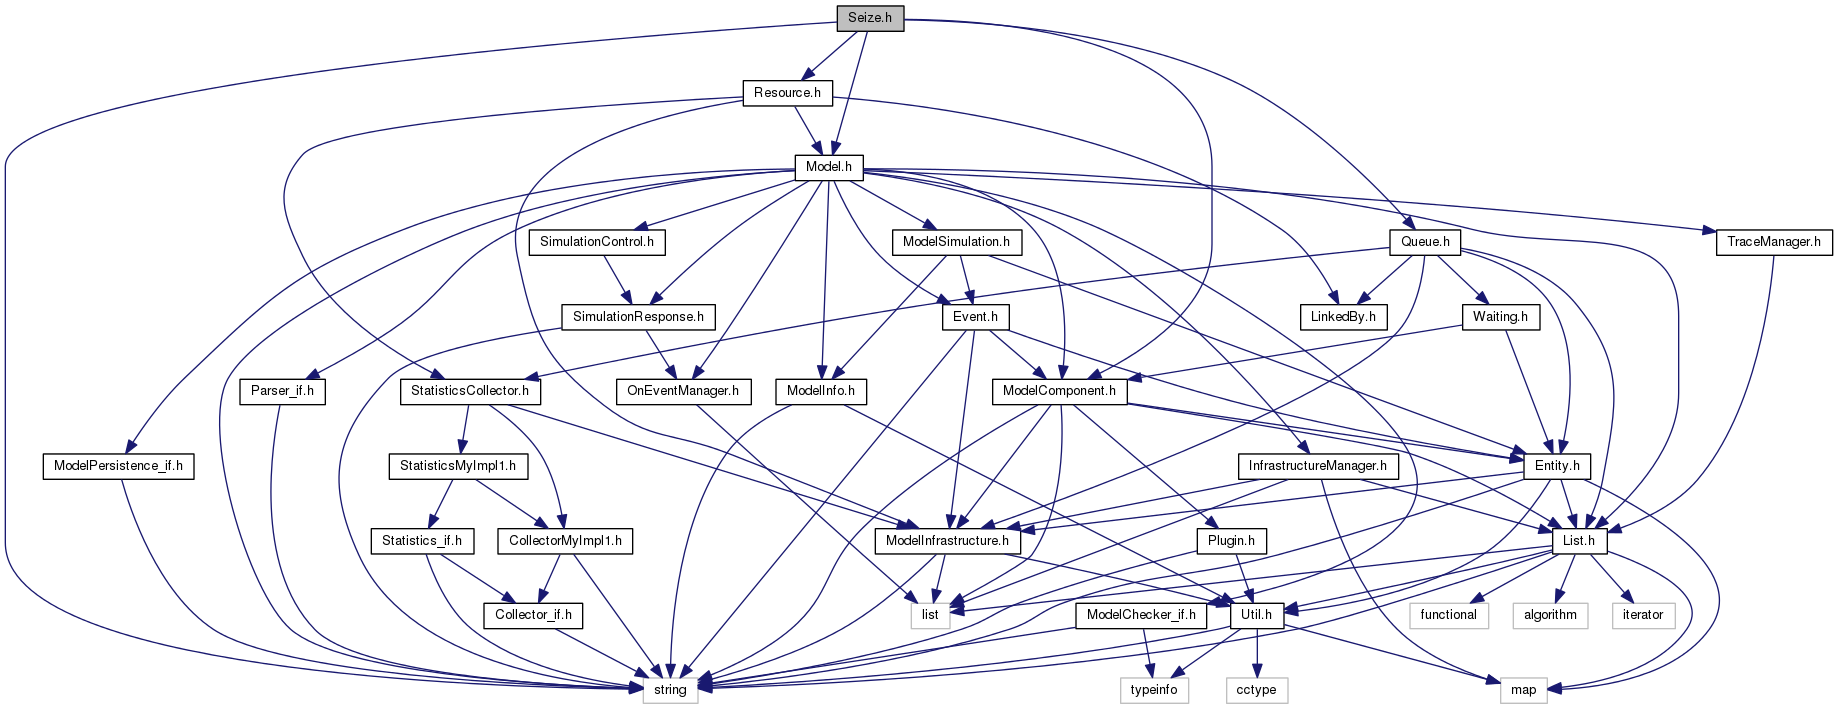 Seize.h
Resource.h
Model.h
SimulationControl.h
ModelSimulation.h
Queue.h
TraceManager.h
SimulationResponse.h
Event.h
LinkedBy.h
Waiting.h
Parser_if.h
StatisticsCollector.h
OnEventManager.h
ModelInfo.h
ModelComponent.h
ModelPersistence_if.h
StatisticsMyImpl1.h
InfrastructureManager.h
Entity.h
Statistics_if.h
CollectorMyImpl1.h
ModelInfrastructure.h
Plugin.h
List.h
Collector_if.h
list
ModelChecker_if.h
Util.h
functional
algorithm
iterator
string
typeinfo
cctype
map